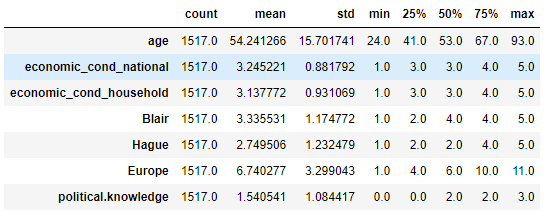 count mean std min 25% 50% 75% max
age 1517.0 54.241266 15.701741 24.0 41.0 53.0 67.0 93.0
economic_cond_national 1517.0 3.245221 0.881792 1.0 3.0 3.0 4.0 5.0
economic_cond_household 1517.0 3.137772 0.931069 1.0 3.0 3.0 4.0 5.0
Blair 1517.0 3.335531 1.174772 1.0 2.0 4.0 4.0 5.0
Hague 1517.0 2.749506 1.232479 1.0 2.0 2.0 4.0 5.0
Europe 1517.0 6.740277 3.299043 1.0 4.0 6.0 10.0 11.0
political.knowledge 1517.0 1.540541 1.084417 0.0 0.0 2.0 2.0 3.0